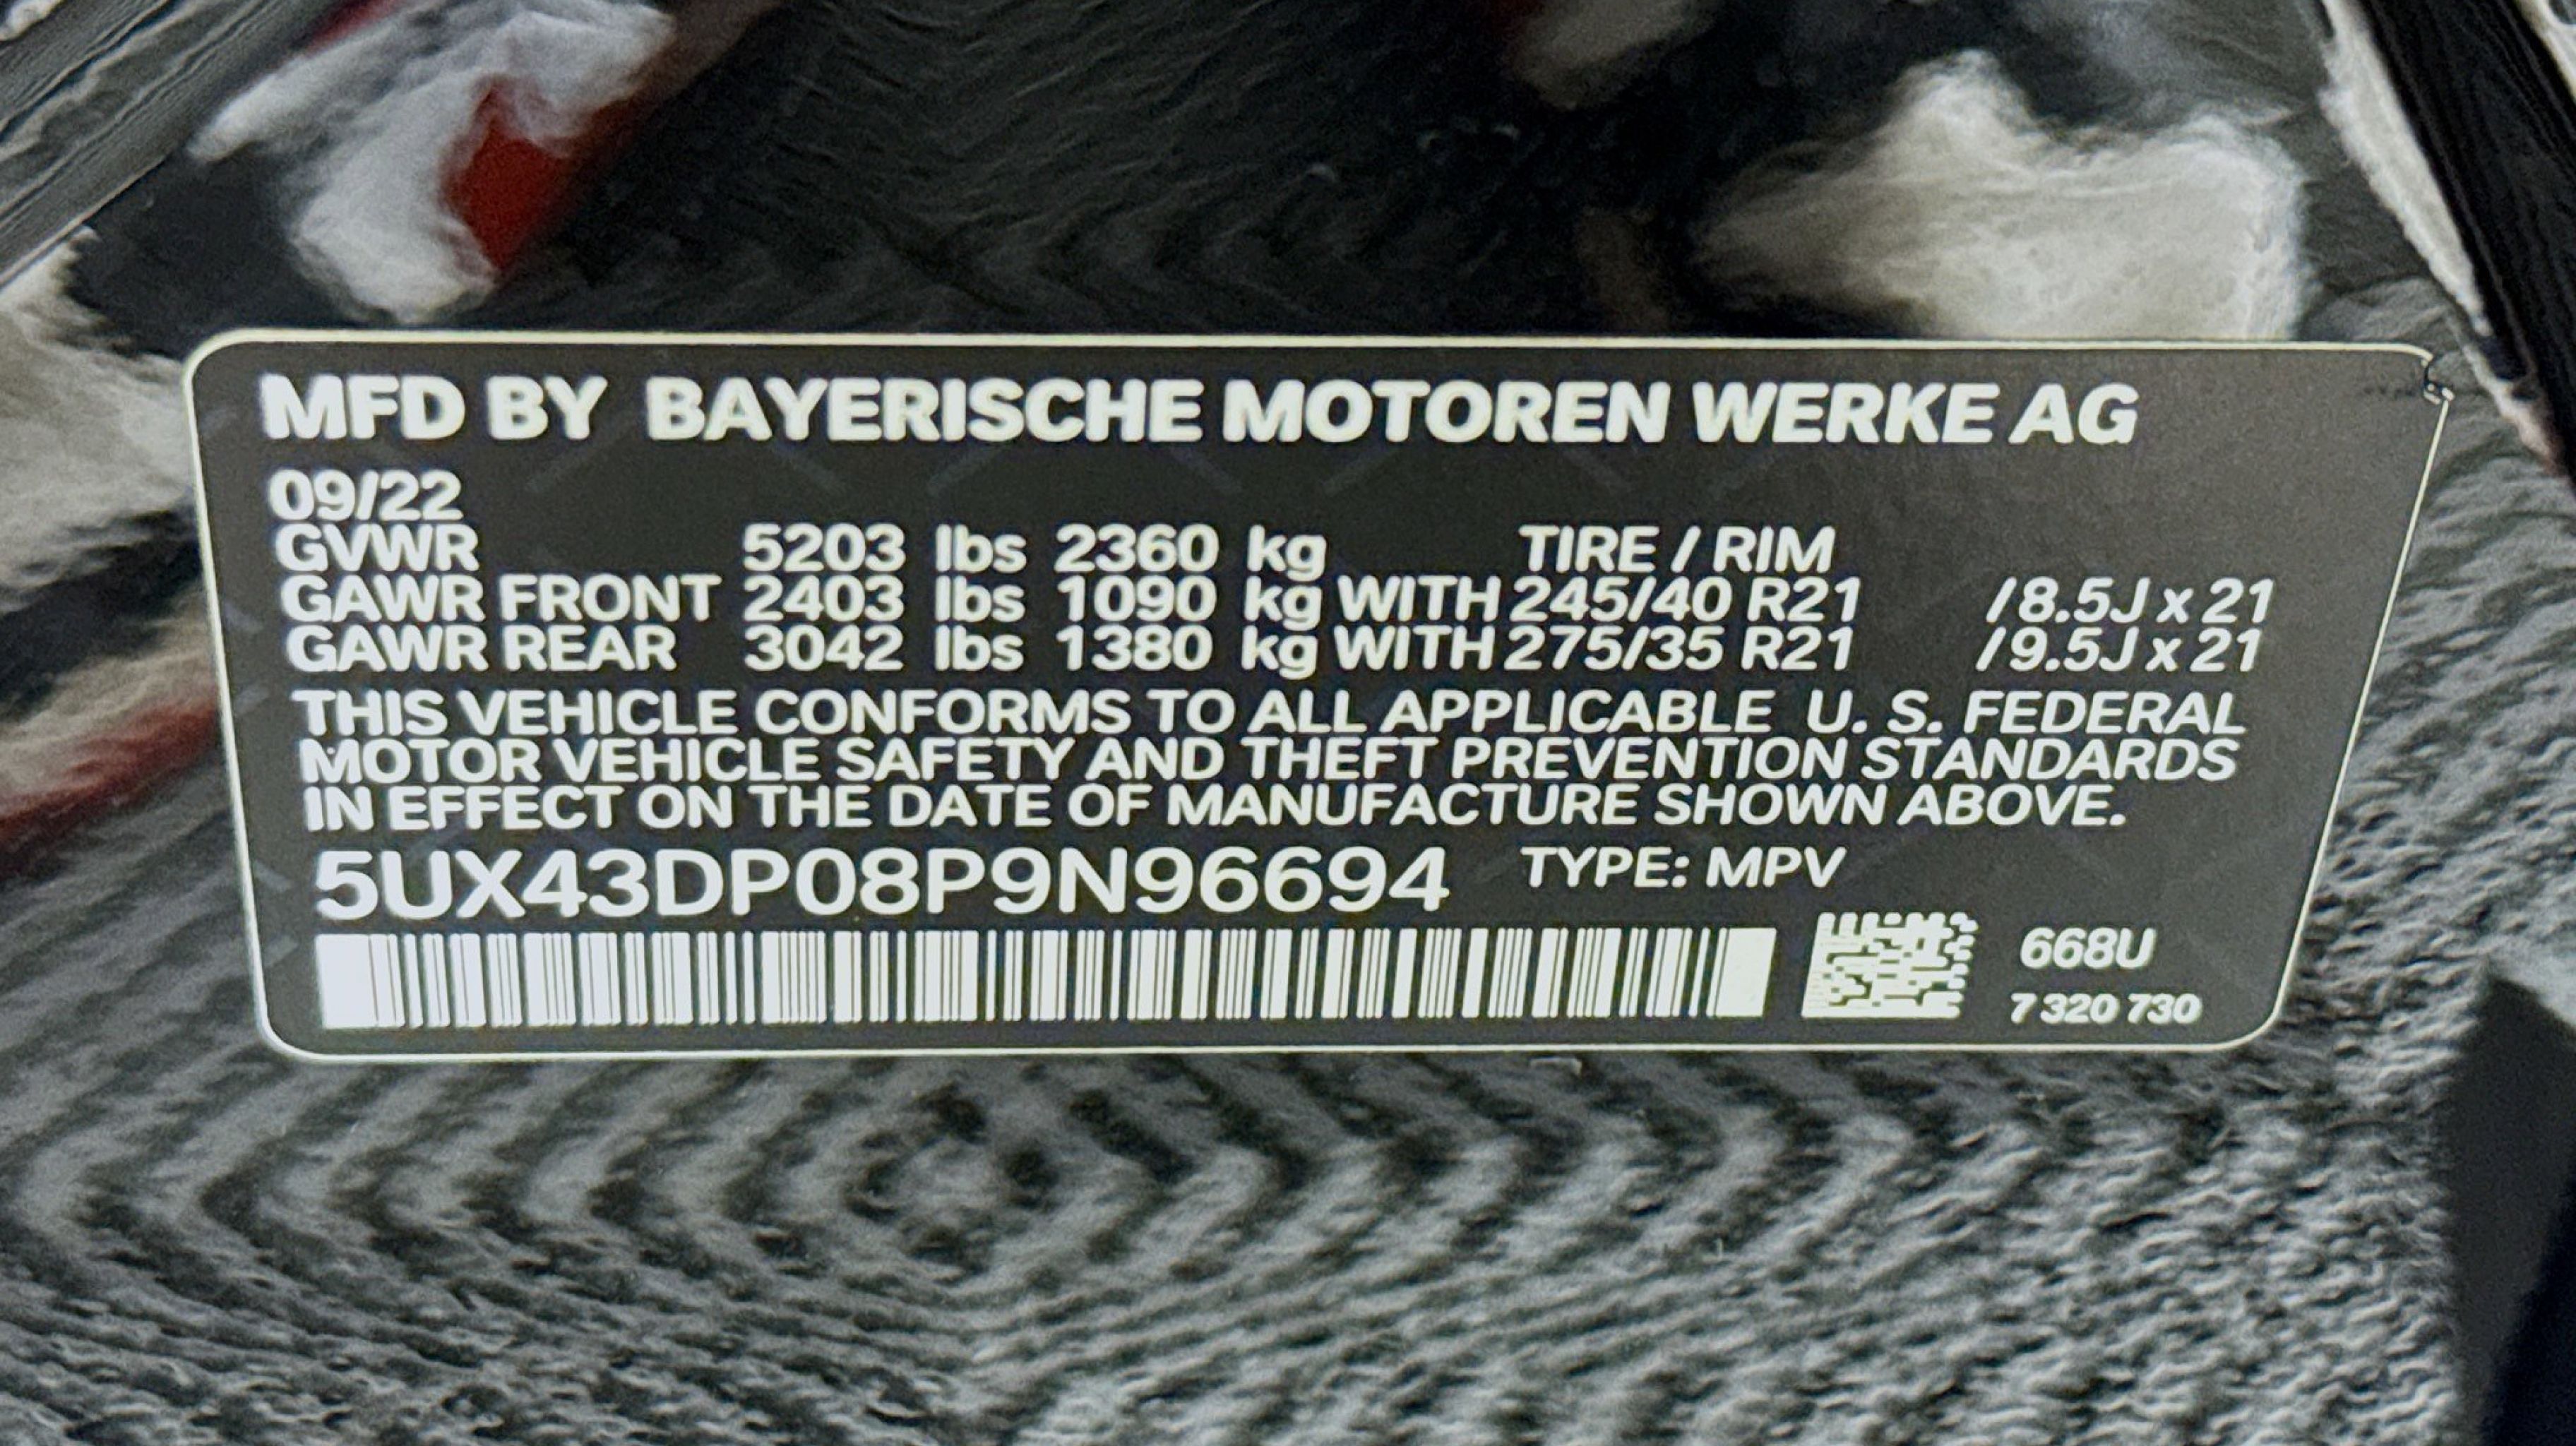 MFD BY BAYERISCHE MOTOREN WERKE AG
09/22
GVWR 5203 lbs 2360 kg TIRE / RIM
GAWR FRONT 2403 lbs 1090 kg WITH 245/40 R21 / 8.5J x 21
GAWR REAR 3042 lbs 1380 kg WITH 275/35 R21 / 9.5J x 21
THIS VEHICLE CONFORMS TO ALL APPLICABLE U. S. FEDERAL
MOTOR VEHICLE SAFETY AND THEFT PREVENTION STANDARDS
IN EFFECT ON THE DATE OF MANUFACTURE SHOWN ABOVE.
5UX43DP08P9N96694 TYPE: MPV
668U
7 320 730